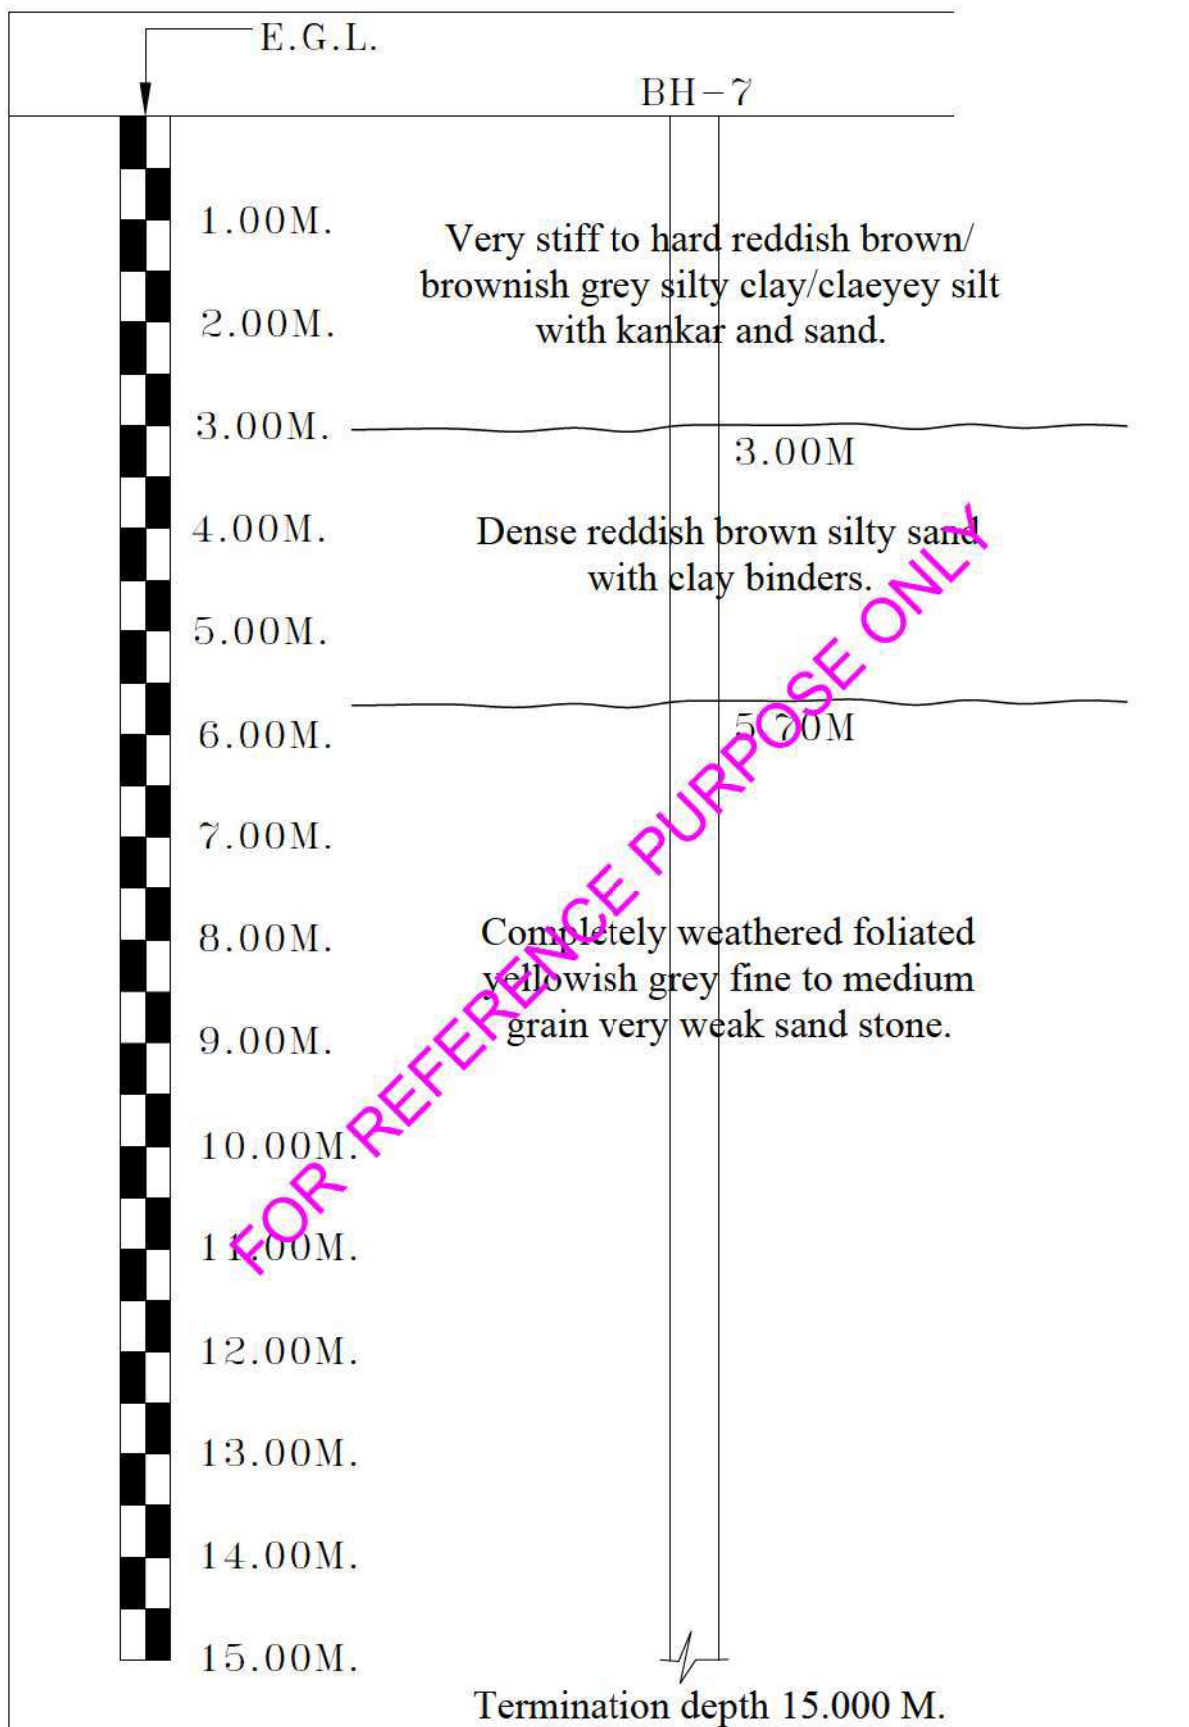 E.G.L.
BH-7
1.00M.
Very stiff to hard reddish brown/
brownish grey silty clay/claeyey silt
with kankar and sand.
2.00M.
3.00M.
3.00M
4.00M.
Dense reddish brown silty sand
with clay binders.
5.00M.
5.70M
6.00M.
7.00M.
8.00M.
Completely weathered foliated
yellowish grey fine to medium
grain very weak sand stone.
9.00M.
10.00M.
11.00M.
12.00M.
13.00M.
14.00M.
15.00M.
Termination depth 15.000 M.
FOR REFERENCE PURPOSE ONLY